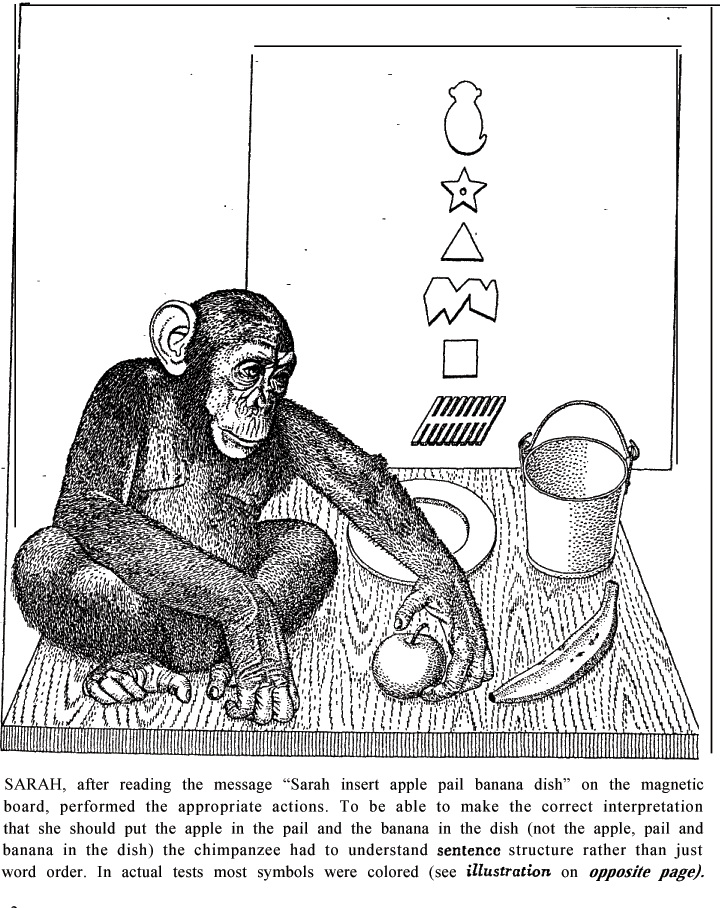 SARAH, after reading the message “Sarah insert apple pail banana dish” on the magnetic
board, performed the appropriate actions. To be able to make the correct interpretation
that she should put the apple in the pail and the banana in the dish (not the apple, pail and
banana in the dish) the chimpanzee had to understand sentence structure rather than just
word order. In actual tests most symbols were colored (see illustration on opposite page).